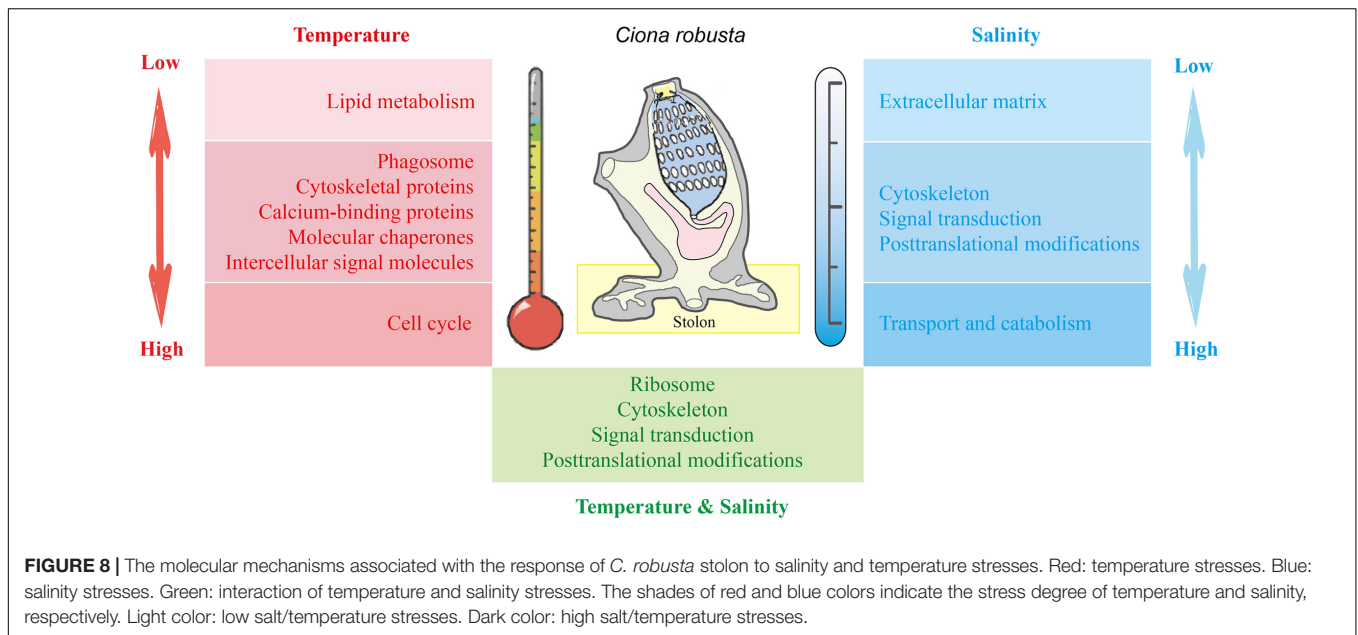 Temperature
Ciona robusta
Salinity
Low
High
Lipid metabolism
Phagosome
Cytoskeletal proteins
Calcium-binding proteins
Molecular chaperones
Intercellular signal molecules
Cell cycle
Stolon
Extracellular matrix
Cytoskeleton
Signal transduction
Posttranslational modifications
Transport and catabolism
Low
High
Ribosome
Cytoskeleton
Signal transduction
Posttranslational modifications
Temperature & Salinity
FIGURE 8 | The molecular mechanisms associated with the response of C. robusta stolon to salinity and temperature stresses. Red: temperature stresses. Blue:
salinity stresses. Green: interaction of temperature and salinity stresses. The shades of red and blue colors indicate the stress degree of temperature and salinity,
respectively. Light color: low salt/temperature stresses. Dark color: high salt/temperature stresses.